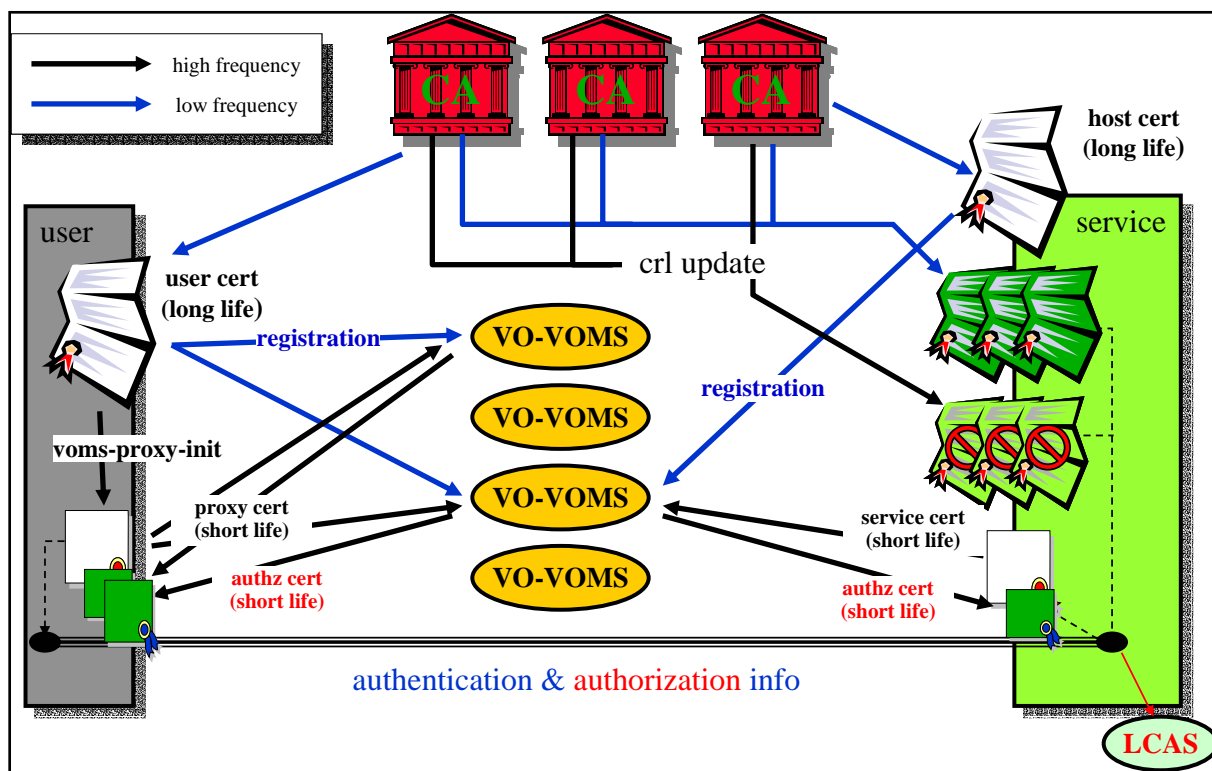 high frequency
low frequency
CA
CA
CA
host cert
(long life)
user
service
crl update
user cert
(long life)
registration
VO-VOMS
registration
VO-VOMS
voms-proxy-init
VO-VOMS
proxy cert
(short life)
service cert
(short life)
VO-VOMS
authz cert
(short life)
authz cert
(short life)
authentication & authorization info
LCAS